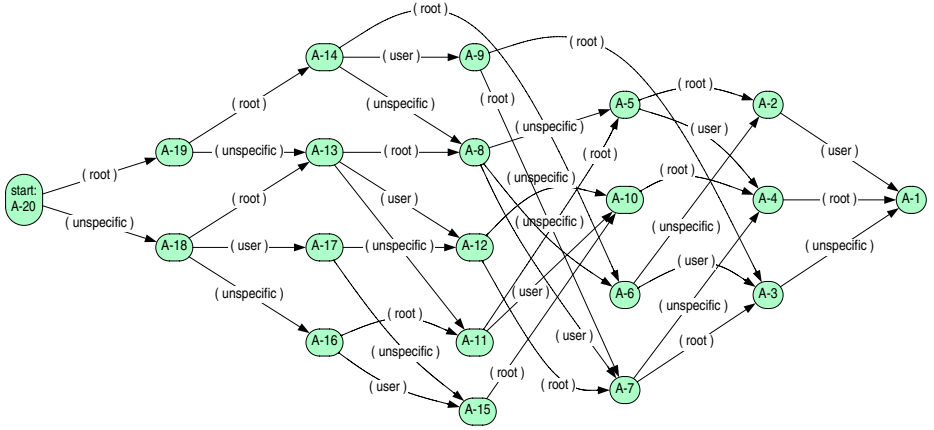 ( root )
A-14
( user )
A-9
( root )
( root )
( root )
( unspecific )
A-5
( root )
A-2
( user )
( unspecific )
A-19
( unspecific )
A-13
( root )
A-8
( root )
( user )
( root )
( unspecific )
start:
A-20
( root )
( user )
A-10
( root )
A-4
( root )
A-1
( unspecific )
A-18
( user )
A-17
( unspecific )
A-12
( unspecific )
( unspecific )
( unspecific )
( user )
( unspecific )
( user )
A-6
A-3
( unspecific )
A-16
( root )
A-11
( user )
( root )
( unspecific )
( user )
( root )
( root )
A-7
A-15